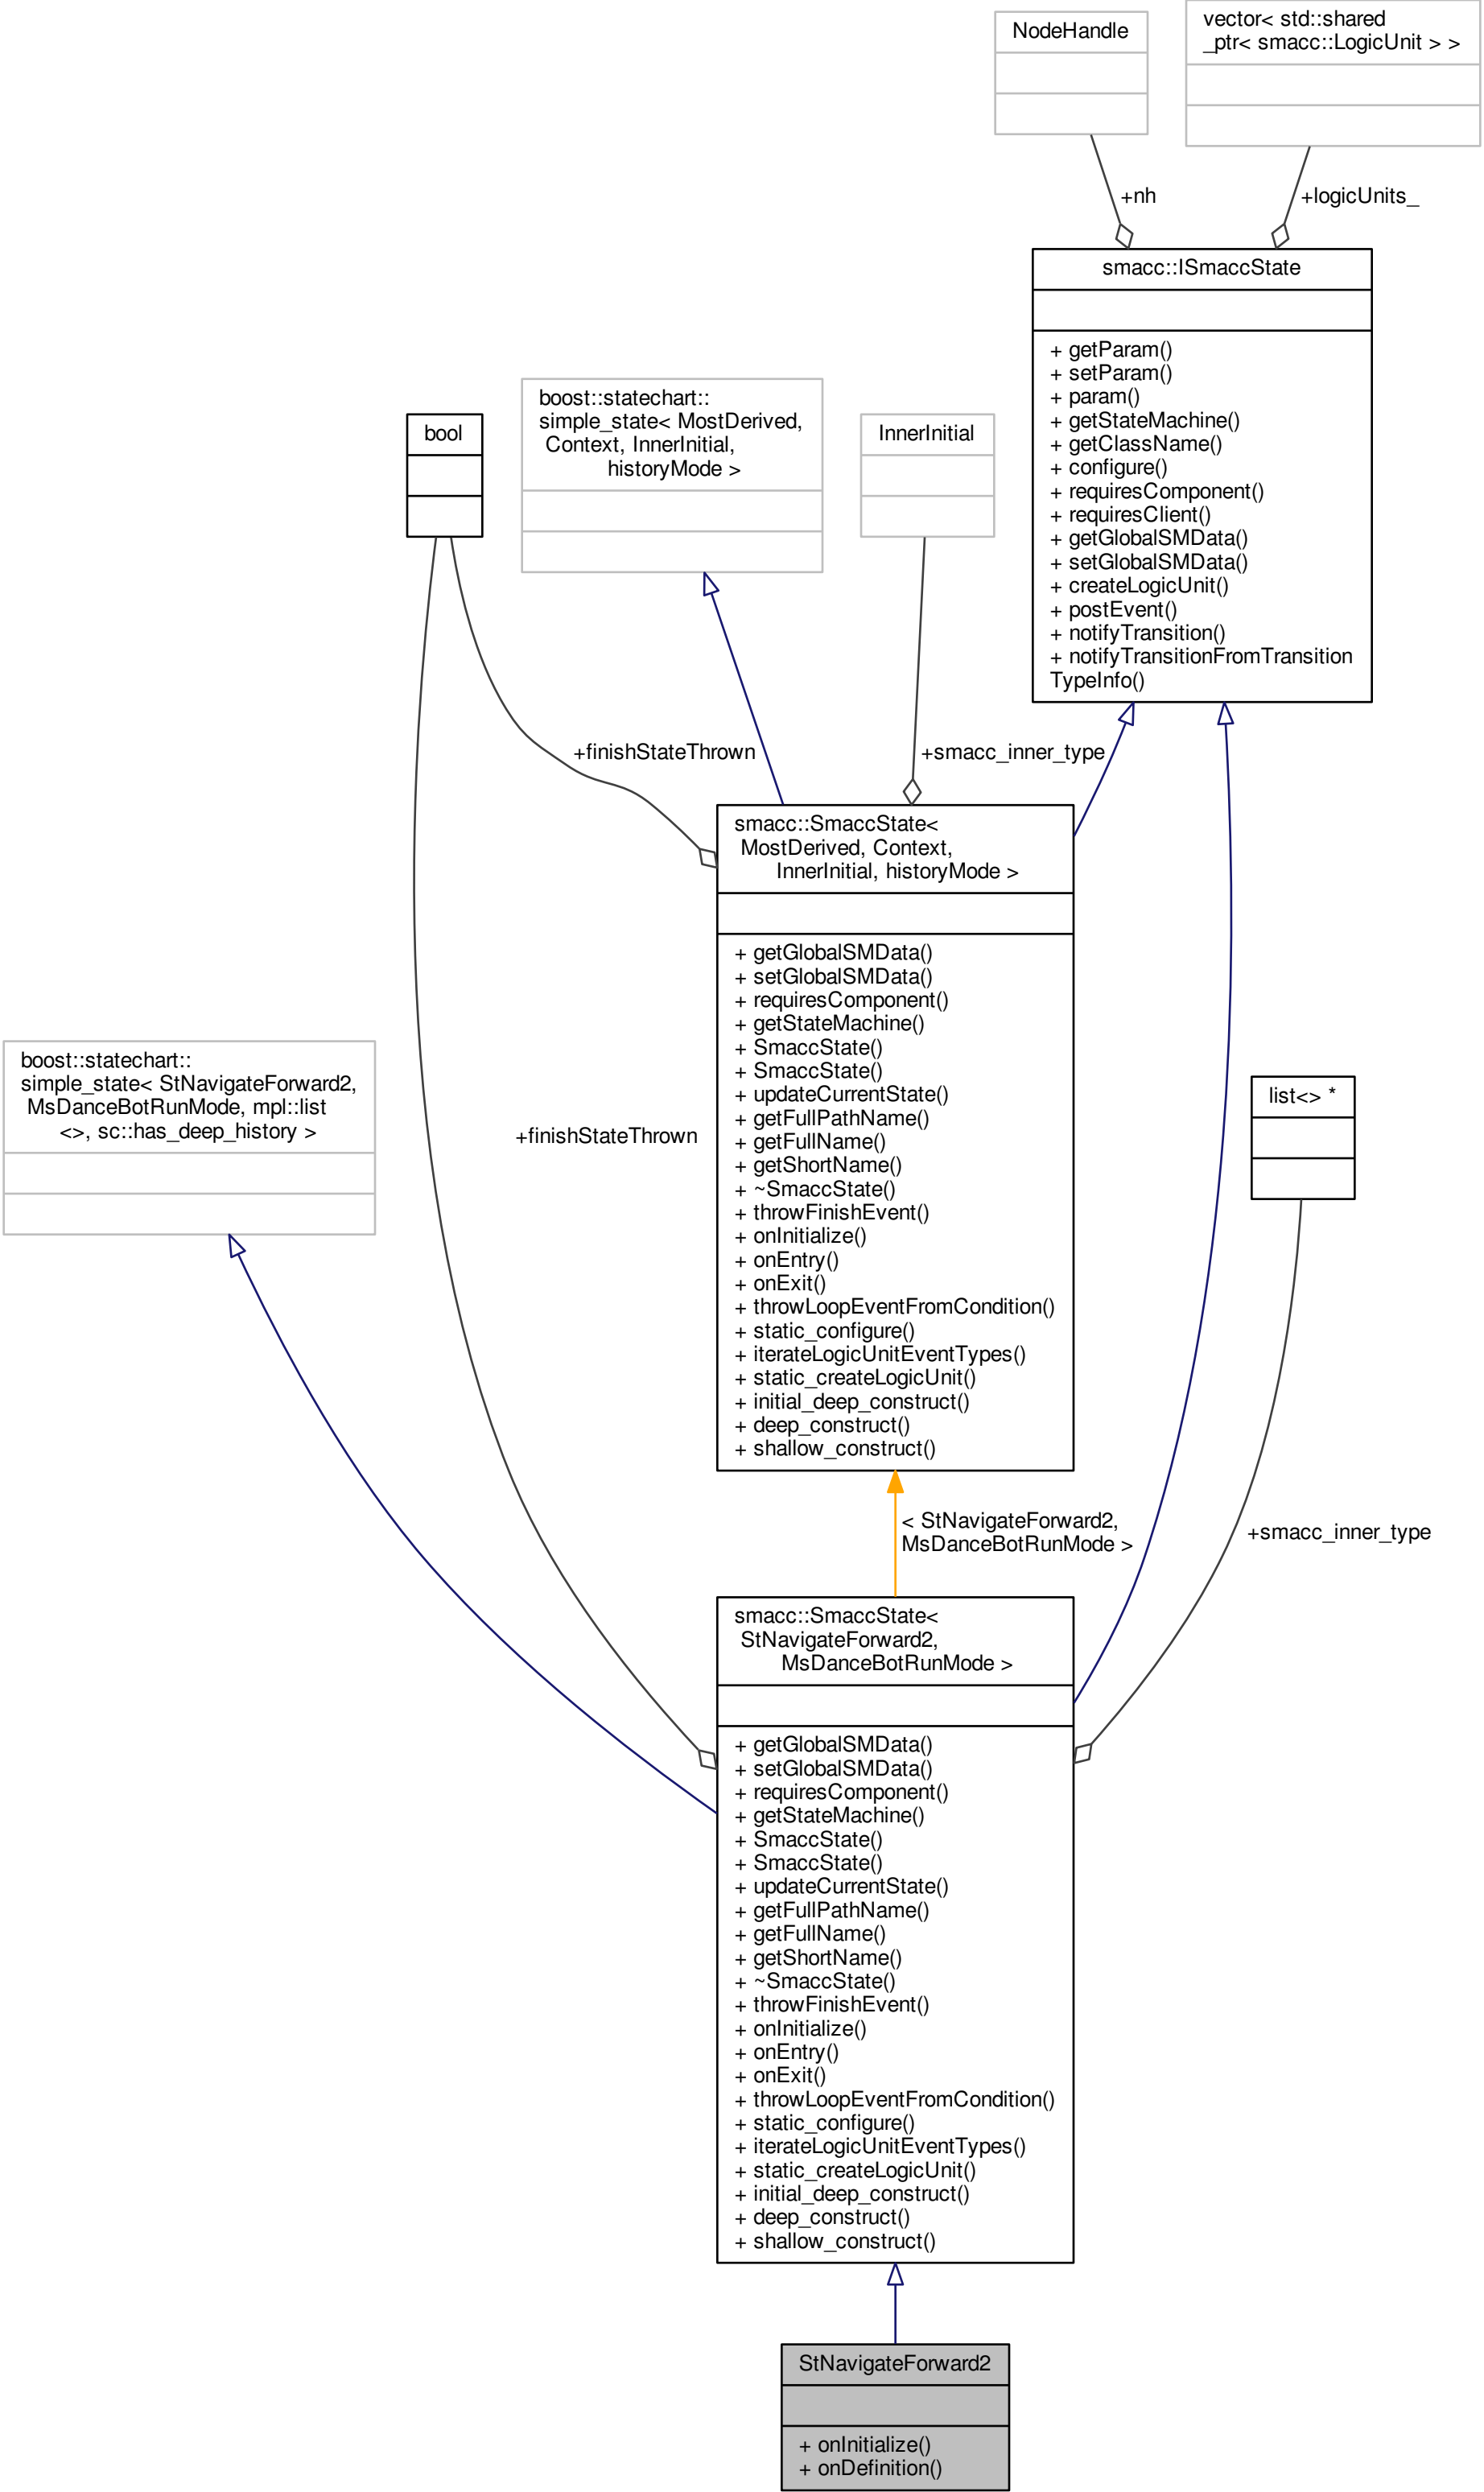 NodeHandle
vector< std::shared
_ptr< smacc::LogicUnit > >
+nh
+logicUnits_
smacc::ISmaccState
+ getParam()
+ setParam()
+ param()
+ getStateMachine()
+ getClassName()
+ configure()
+ requiresComponent()
+ requiresClient()
+ getGlobalSMData()
+ setGlobalSMData()
+ createLogicUnit()
+ postEvent()
+ notifyTransition()
+ notifyTransitionFromTransition
TypeInfo()
boost::statechart::
simple_state< MostDerived,
Context, InnerInitial,
historyMode >
bool
InnerInitial
+finishStateThrown
+smacc_inner_type
smacc::SmaccState<
MostDerived, Context,
InnerInitial, historyMode >
+ getGlobalSMData()
+ setGlobalSMData()
+ requiresComponent()
+ getStateMachine()
+ SmaccState()
+ SmaccState()
+ updateCurrentState()
+ getFullPathName()
+ getFullName()
+ getShortName()
+ ~SmaccState()
+ throwFinishEvent()
+ onInitialize()
+ onEntry()
+ onExit()
+ throwLoopEventFromCondition()
+ static_configure()
+ iterateLogicUnitEventTypes()
+ static_createLogicUnit()
+ initial_deep_construct()
+ deep_construct()
+ shallow_construct()
boost::statechart::
simple_state< StNavigateForward2,
MsDanceBotRunMode, mpl::list
<>, sc::has_deep_history >
+finishStateThrown
list<> *
< StNavigateForward2,
MsDanceBotRunMode >
+smacc_inner_type
smacc::SmaccState<
StNavigateForward2,
MsDanceBotRunMode >
+ getGlobalSMData()
+ setGlobalSMData()
+ requiresComponent()
+ getStateMachine()
+ SmaccState()
+ SmaccState()
+ updateCurrentState()
+ getFullPathName()
+ getFullName()
+ getShortName()
+ ~SmaccState()
+ throwFinishEvent()
+ onInitialize()
+ onEntry()
+ onExit()
+ throwLoopEventFromCondition()
+ static_configure()
+ iterateLogicUnitEventTypes()
+ static_createLogicUnit()
+ initial_deep_construct()
+ deep_construct()
+ shallow_construct()
StNavigateForward2
+ onInitialize()
+ onDefinition()